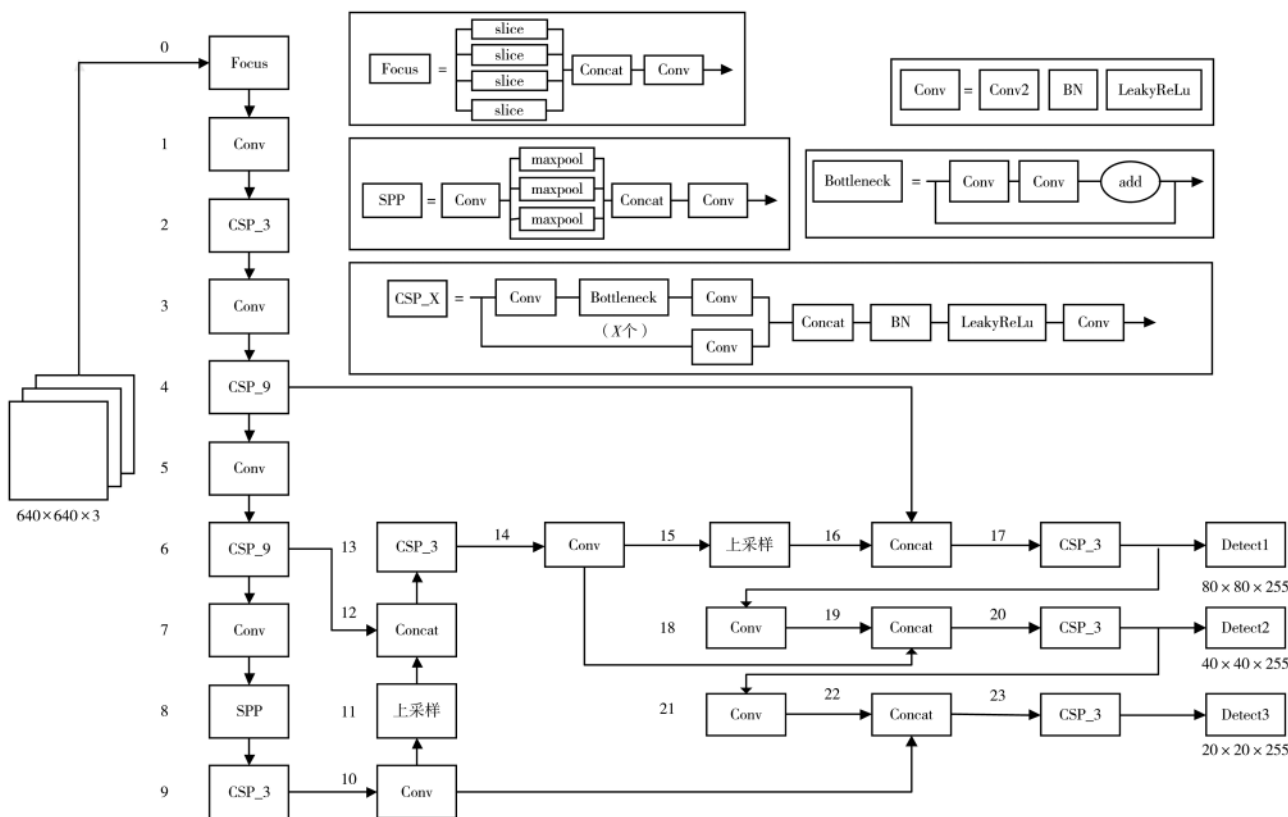 0
Focus
1
Conv
2
CSP_3
3
Conv
4
CSP_9
5
Conv
6
CSP_9
7
Conv
8
SPP
9
CSP_3
640×640×3
Focus
=
slice
slice
slice
slice
Concat
Conv
Conv
=
Conv2
BN
LeakyReLu
SPP
=
Conv
maxpool
maxpool
maxpool
Concat
Conv
Bottleneck
=
Conv
Conv
add
CSP_X
=
Conv
Bottleneck
(X个)
Conv
Conv
Concat
BN
LeakyReLu
Conv
10
Conv
11
上采样
12
Concat
13
CSP_3
14
Conv
15
上采样
16
Concat
17
CSP_3
Detect1
80×80×255
18
Conv
19
Concat
20
CSP_3
Detect2
40×40×255
21
Conv
22
Concat
23
CSP_3
Detect3
20×20×255